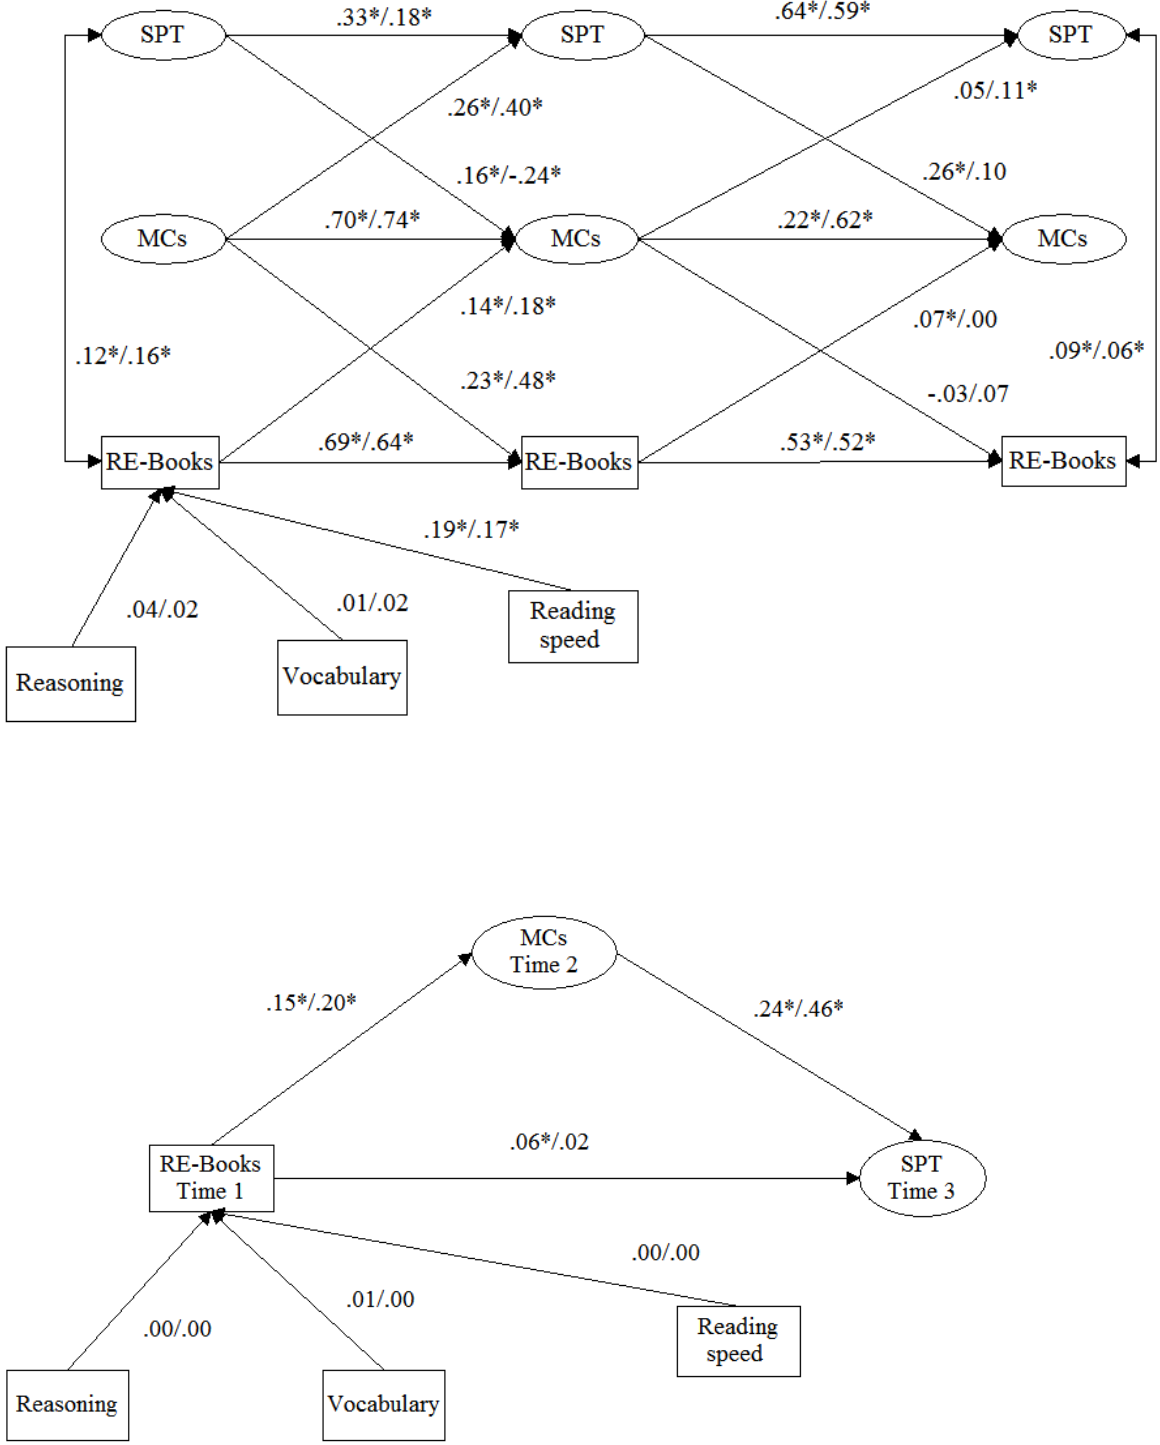 .33*/.18*
.64*/.59*
SPT
SPT
SPT
.26*/.40*
.05/.11*
.16*/-.24*
.26*/.10
.70*/.74*
.22*/.62*
MCs
MCs
MCs
.14*/.18*
.07*/.00
.12*/.16*
.09*/.06*
.23*/.48*
-.03/.07
.69*/.64*
.53*/.52*
RE-Books
RE-Books
RE-Books
.19*/.17*
.04/.02
.01/.02
Reading
speed
Reasoning
Vocabulary
MCs
Time 2
.15*/.20*
.24*/.46*
.06*/.02
RE-Books
Time 1
SPT
Time 3
.00/.00
.01/.00
.00/.00
Reading
speed
Reasoning
Vocabulary